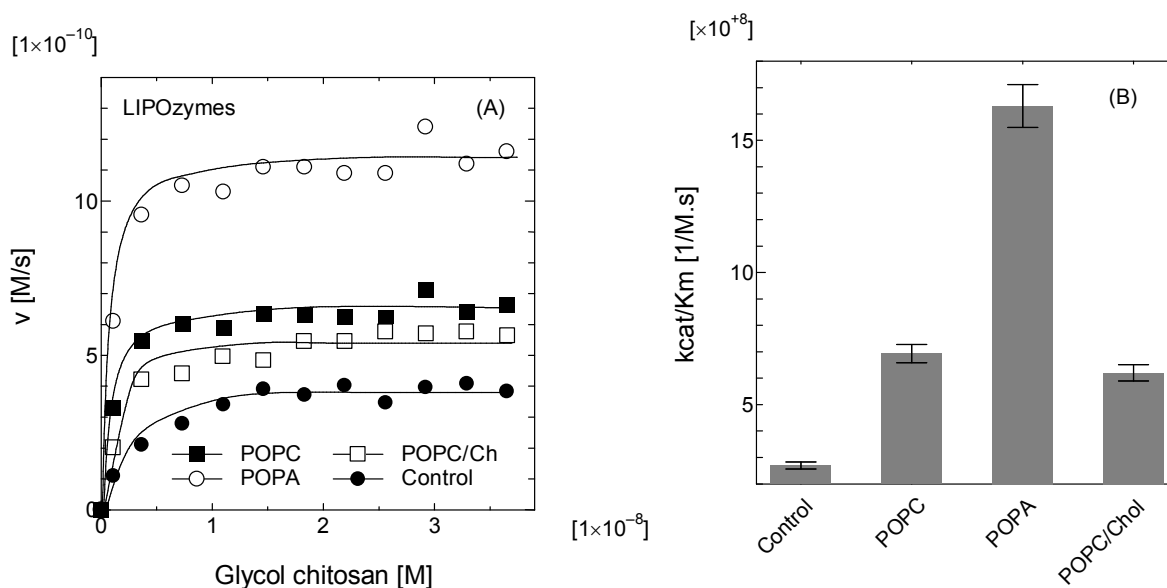 [1×10⁻¹⁰]
LIPOzymes (A)
10
5
0
v [M/s]
POPC POPC/Ch
POPA Control
0 1 2 3
[1×10⁻⁸]
Glycol chitosan [M]
[×10⁺⁸]
(B)
15
10
5
kcat/Km [1/M.s]
Control
POPC
POPA
POPC/Chol